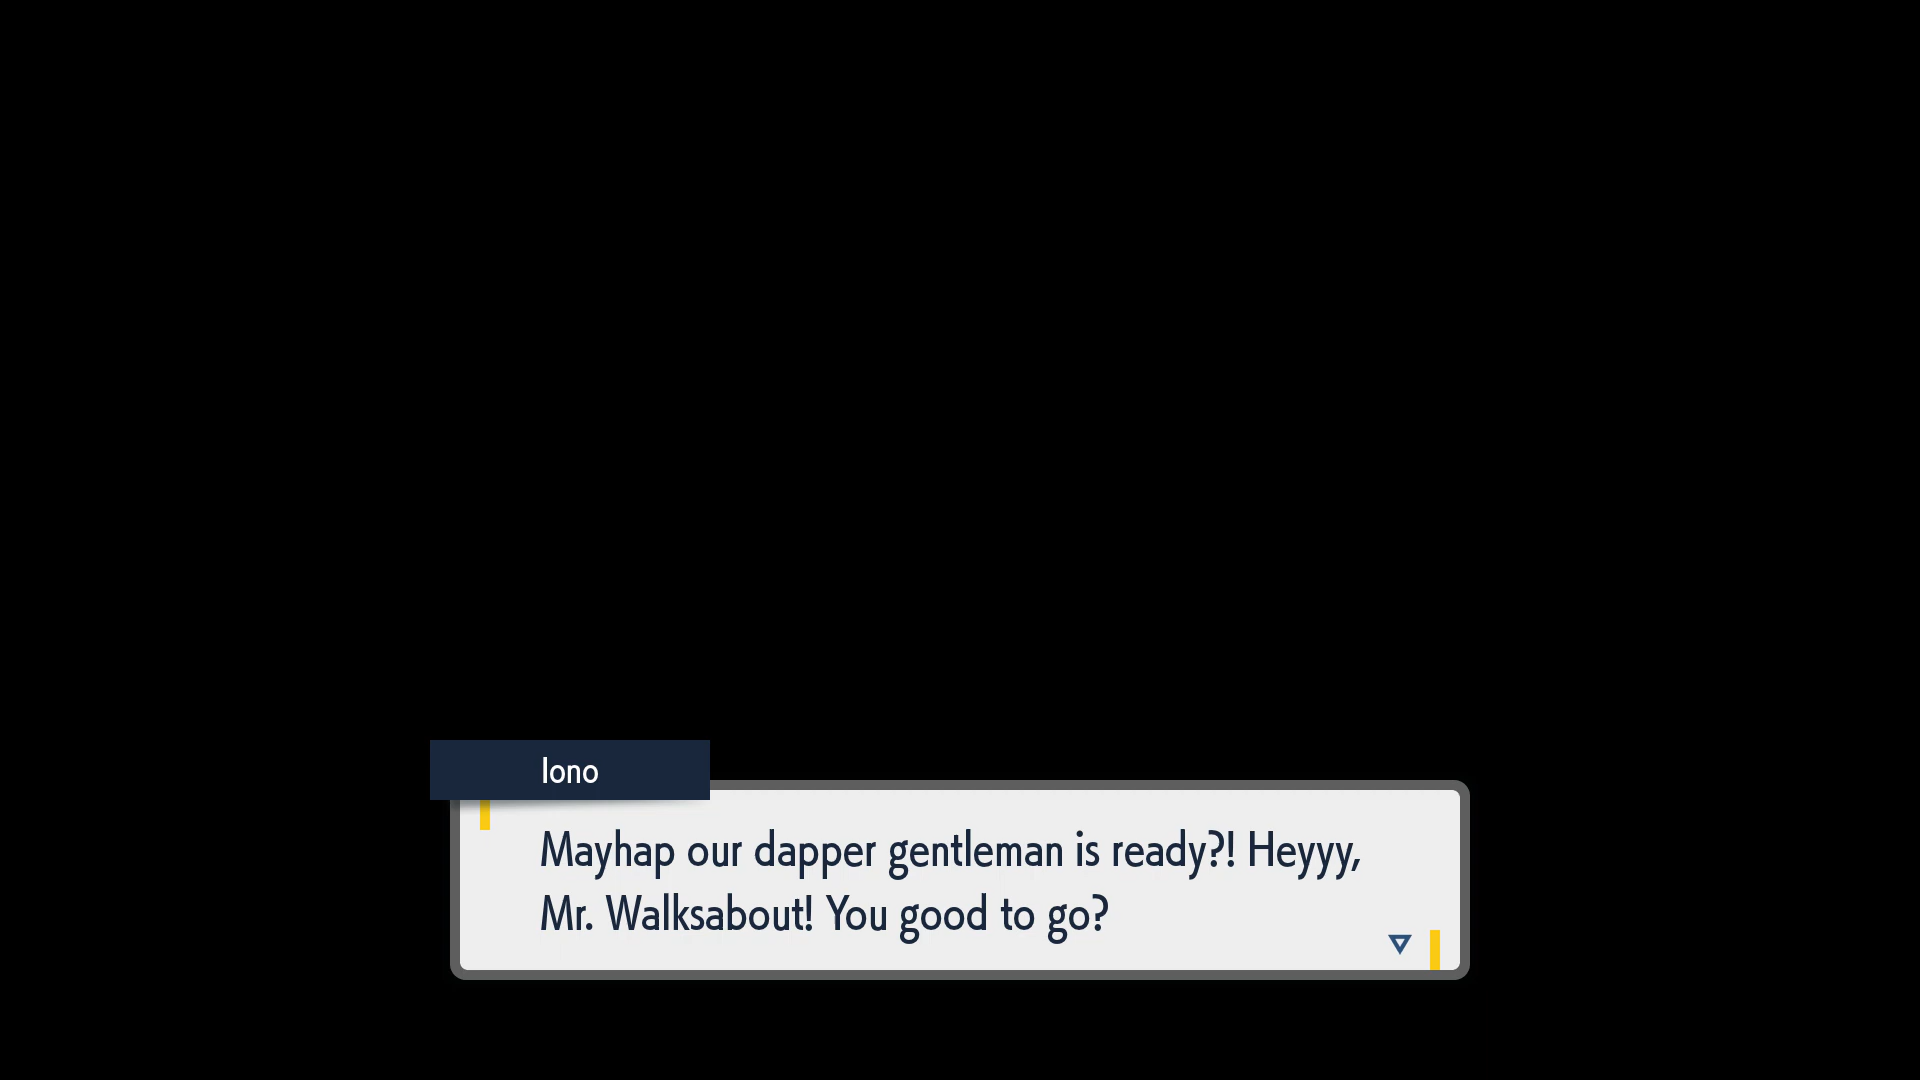 Iono
Mayhap our dapper gentleman is ready?! Heyyy,
Mr. Walksabout! You good to go?